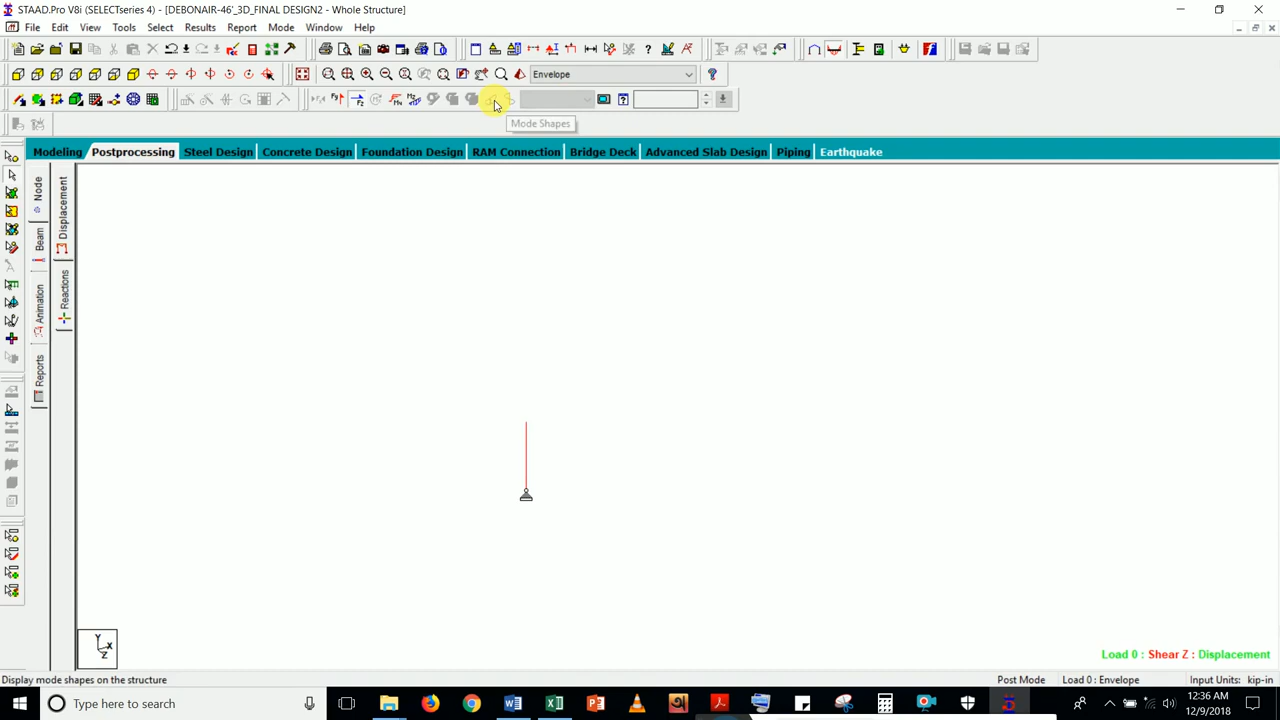 STAAD.Pro V8i (SELECTseries 4) - [DEBONAIR-46'_3D_FINAL DESIGN2 - Whole Structure]
File Edit View Tools Select Results Report Mode Window Help
Envelope
Mode Shapes
Modeling Postprocessing Steel Design Concrete Design Foundation Design RAM Connection Bridge Deck Advanced Slab Design Piping Earthquake
Node
Displacement
Beam
Reactions
Animation
Reports
Y
X
Z
Load 0 : Shear Z : Displacement
Display mode shapes on the structure Post Mode Load 0 : Envelope Input Units: kip-in
Type here to search
12:36 AM
12/9/2018